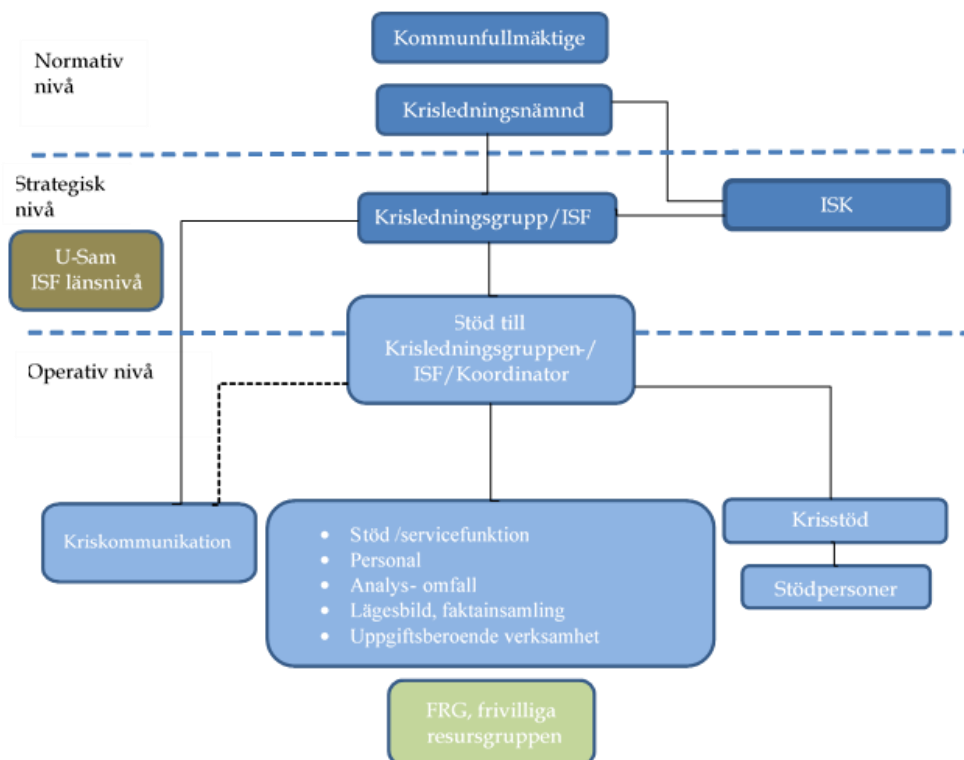 Kommunfullmäktige
Normativ
nivå
Krisledningsnämnd
Strategisk
nivå
Krisledningsgrupp/ISF
ISK
U-Sam
ISF länsnivå
Stöd till
Krisledningsgruppen-/
ISF/Koordinator
Operativ nivå
Kriskommunikation
• Stöd /servicefunktion
• Personal
• Analys- omfall
• Lägesbild, faktainsamling
• Uppgiftsberoende verksamhet
Krisstöd
Stödpersoner
FRG, frivilliga
resursgruppen